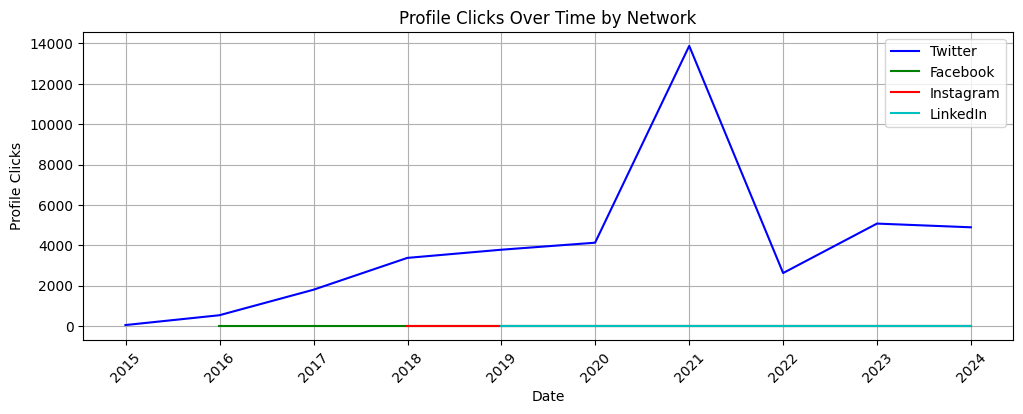 Profile Clicks Over Time by Network
Profile Clicks
14000
12000
10000
8000
6000
4000
2000
0
Twitter
Facebook
Instagram
LinkedIn
2015
2016
2017
2018
2019
2020
2021
2022
2023
2024
Date